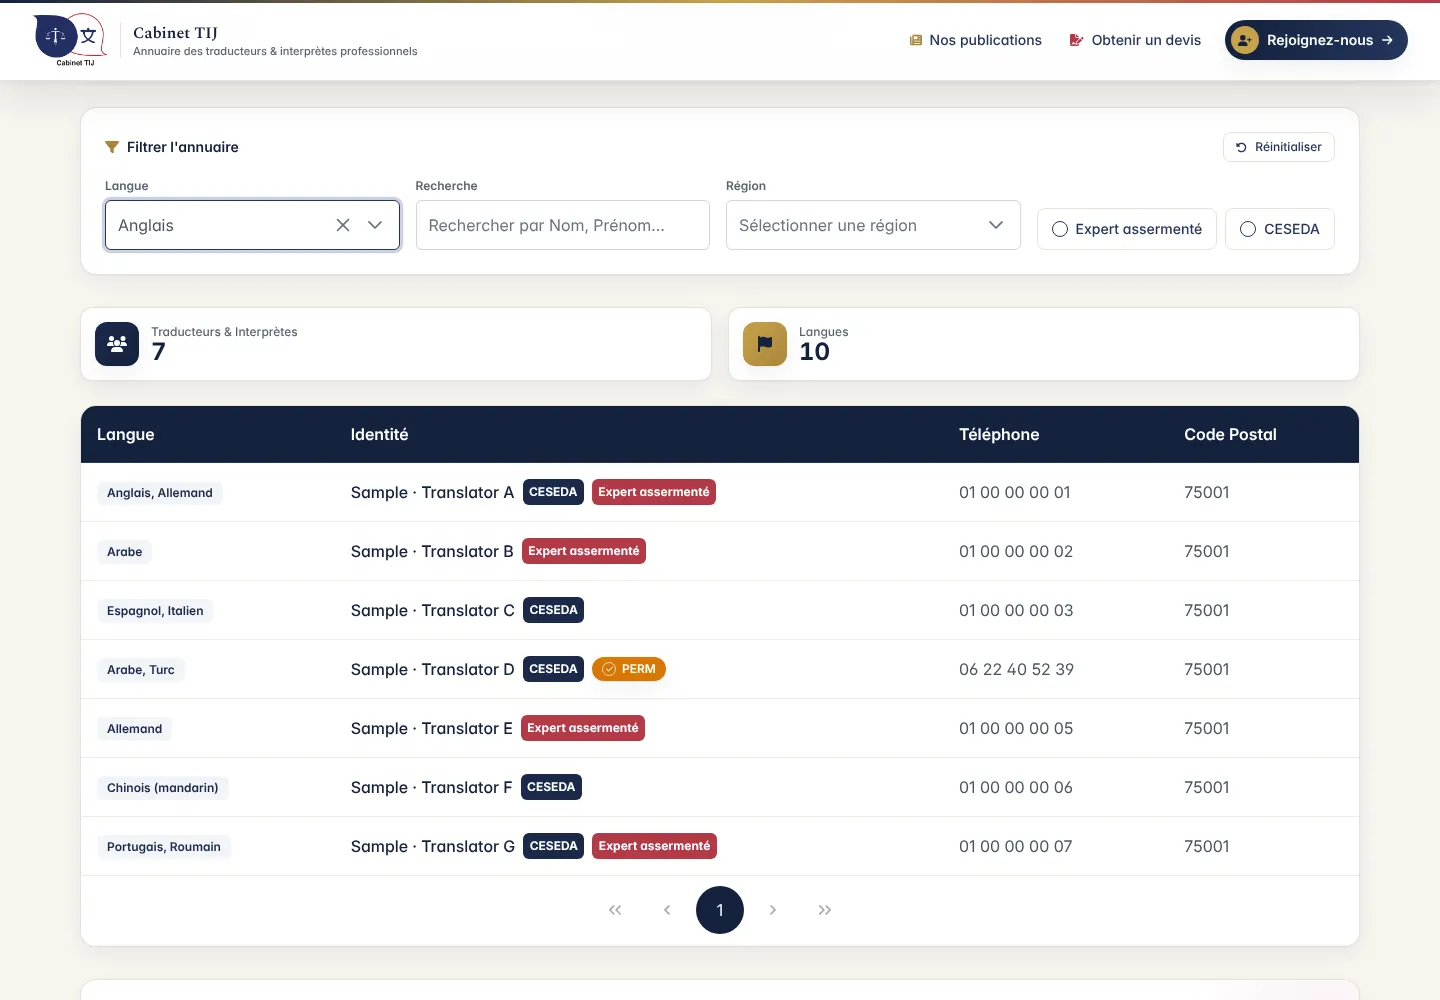 文
Cabinet TIJ
Cabinet TIJ
Annuaire des traducteurs & interprètes professionnels
Nos publications
Obtenir un devis
Rejoignez-nous →
Filtrer l'annuaire
Réinitialiser
Langue
Recherche
Région
Anglais
Rechercher par Nom, Prénom...
Sélectionner une région
Expert assermenté
CESEDA
Traducteurs & Interprètes
7
Langues
10
Langue Identité Téléphone Code Postal
Anglais, Allemand Sample · Translator A CESEDA Expert assermenté 01 00 00 00 01 75001
Arabe Sample · Translator B Expert assermenté 01 00 00 00 02 75001
Espagnol, Italien Sample · Translator C CESEDA 01 00 00 00 03 75001
Arabe, Turc Sample · Translator D CESEDA PERM 06 22 40 52 39 75001
Allemand Sample · Translator E Expert assermenté 01 00 00 00 05 75001
Chinois (mandarin) Sample · Translator F CESEDA 01 00 00 00 06 75001
Portugais, Roumain Sample · Translator G CESEDA Expert assermenté 01 00 00 00 07 75001
« ‹ 1 › »